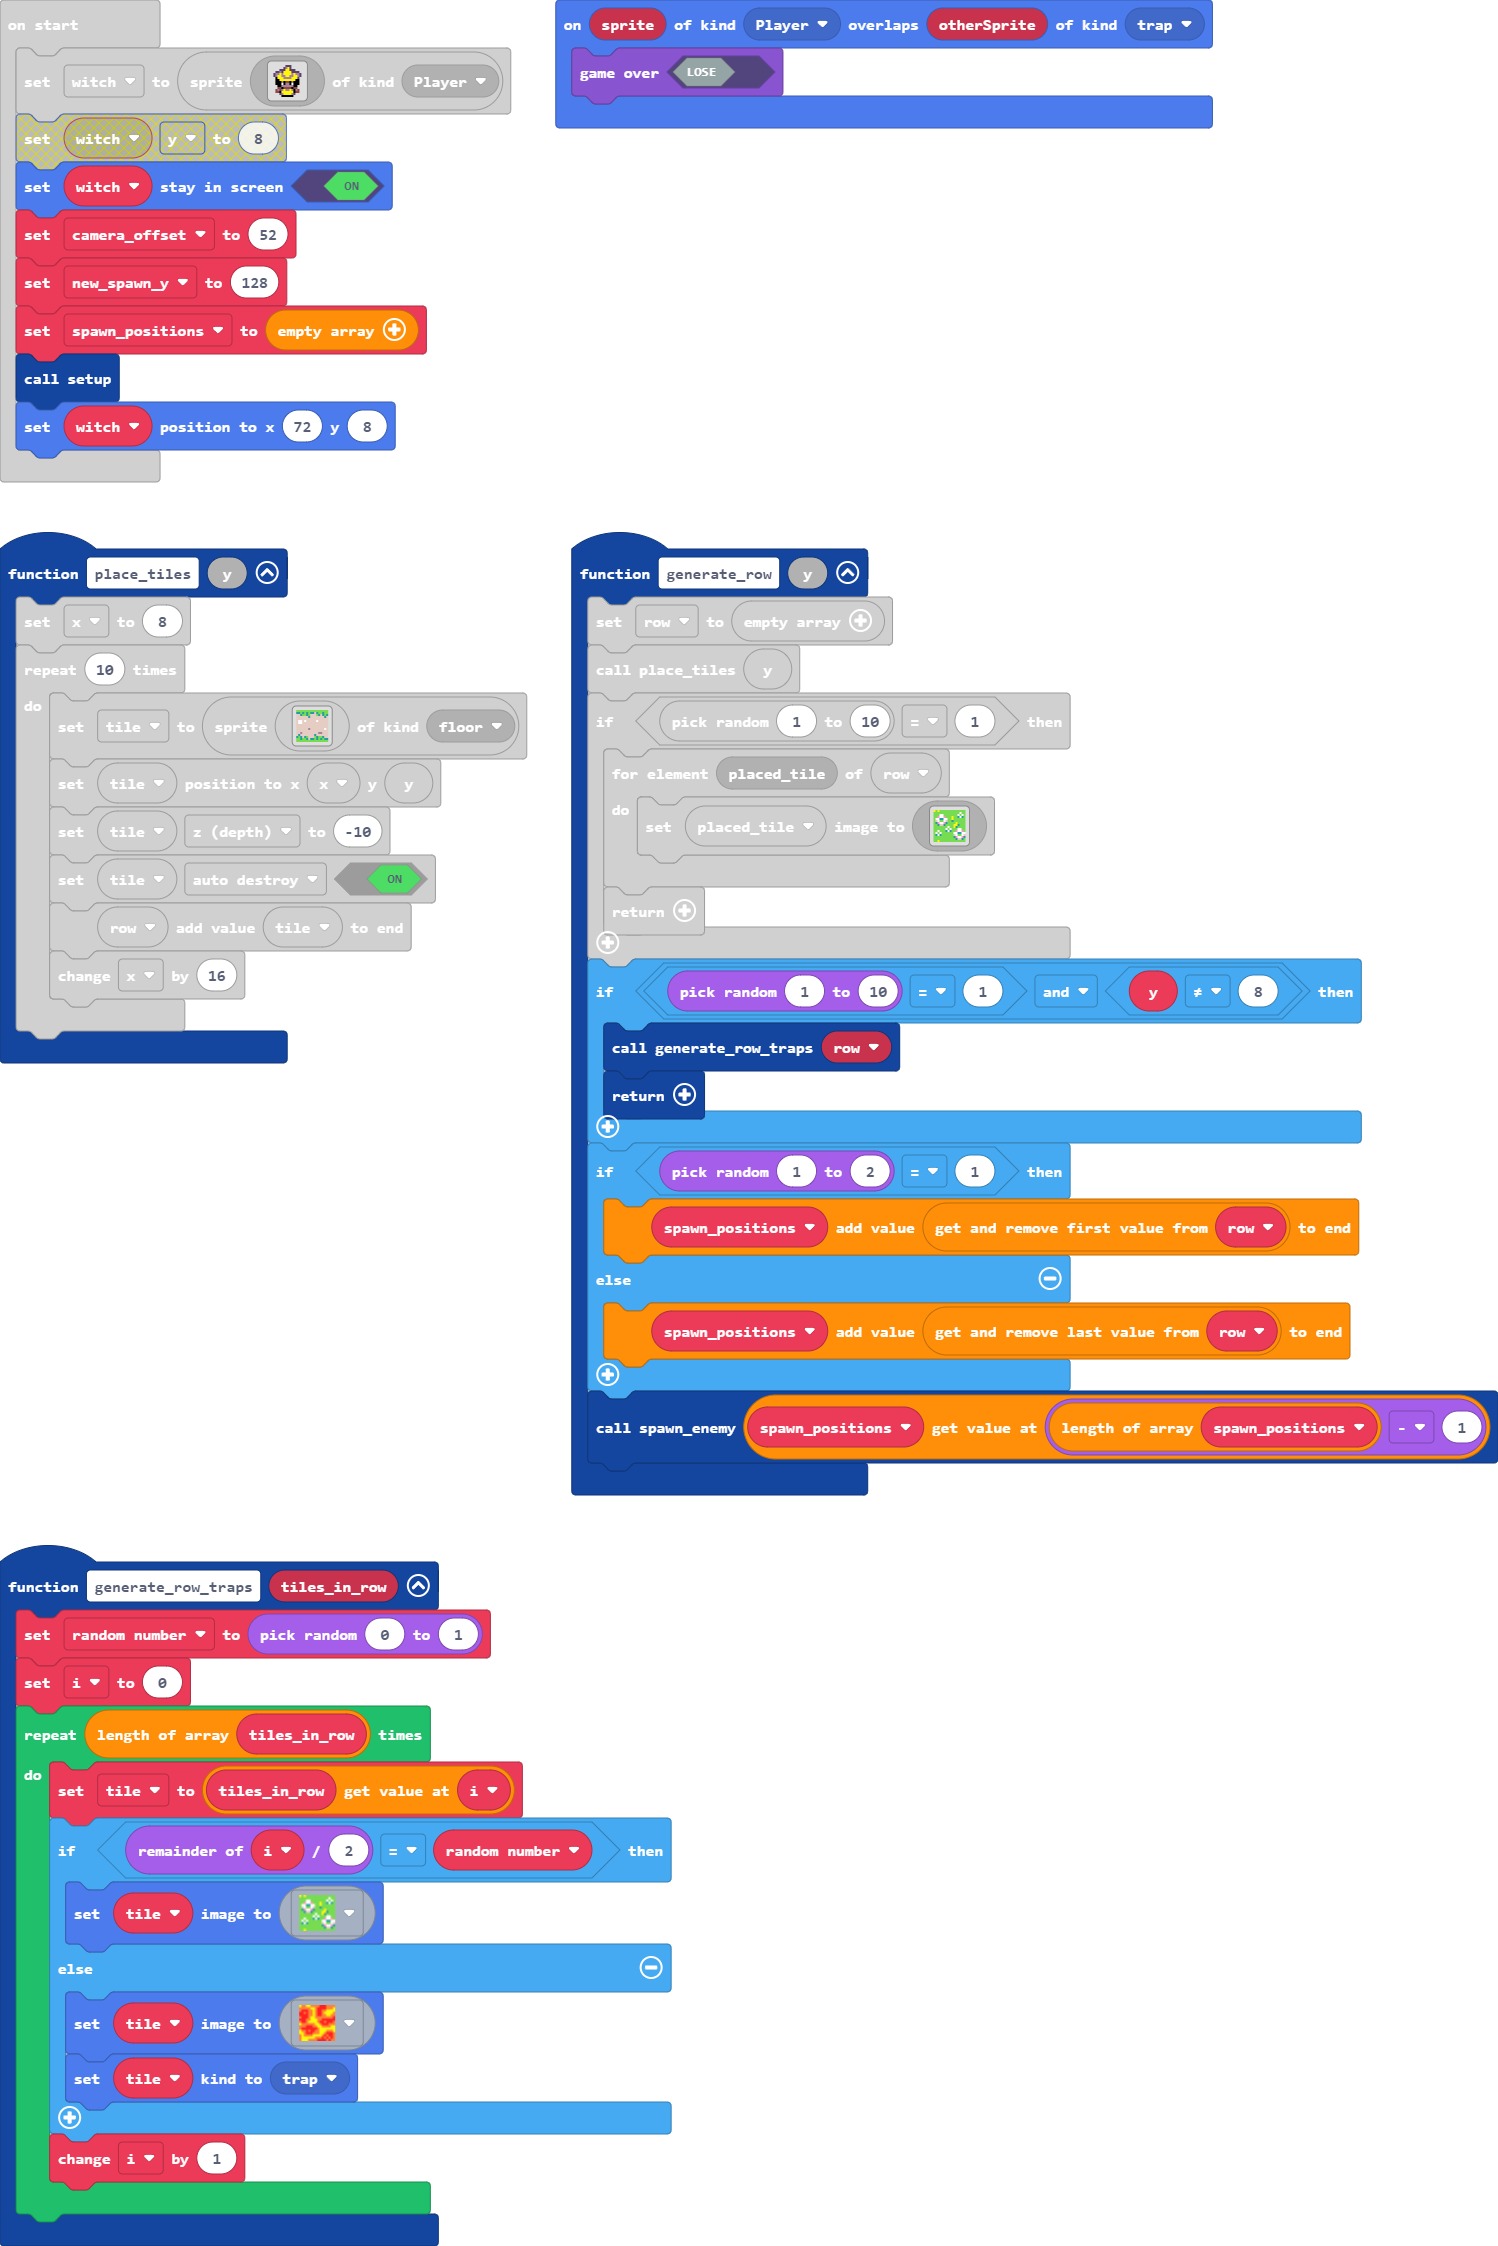 on start
set witch to sprite of kind Player
set witch y to 8
set witch stay in screen ON
set camera_offset to 52
set new_spawn_y to 128
set spawn_positions to empty array
call setup
set witch position to x 72 y 8
on sprite of kind Player overlaps otherSprite of kind trap
game over LOSE
function place_tiles y
set x to 8
repeat 10 times
do
set tile to sprite of kind floor
set tile position to x x y y
set tile z (depth) to -10
set tile auto destroy ON
row add value tile to end
change x by 16
function generate_row y
set row to empty array
call place_tiles y
if pick random 1 to 10 = 1 then
for element placed_tile of row
do
set placed_tile image to
return
if pick random 1 to 10 = 1 and y ≠ 8 then
call generate_row_traps row
return
if pick random 1 to 2 = 1 then
spawn_positions add value get and remove first value from row to end
else
spawn_positions add value get and remove last value from row to end
call spawn_enemy spawn_positions get value at length of array spawn_positions - 1
function generate_row_traps tiles_in_row
set random number to pick random 0 to 1
set i to 0
repeat length of array tiles_in_row times
do
set tile to tiles_in_row get value at i
if remainder of i / 2 = random number then
set tile image to
else
set tile image to
set tile kind to trap
change i by 1